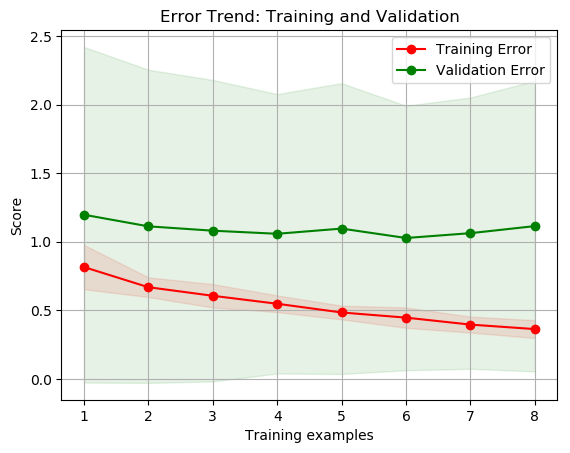 Error Trend: Training and Validation
Training Error
Validation Error
2.5
2.0
1.5
1.0
0.5
0.0
Score
1 2 3 4 5 6 7 8
Training examples